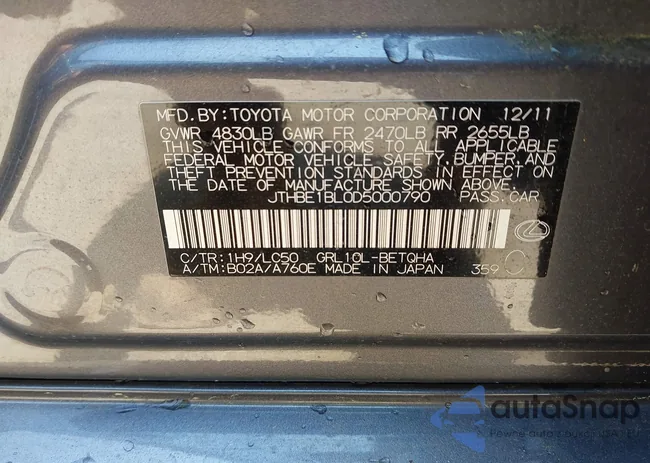 MFD. BY: TOYOTA MOTOR CORPORATION 12/11
GVWR 4830LB GAWR FR 2470LB RR 2655LB
THIS VEHICLE CONFORMS TO ALL APPLICABLE
FEDERAL MOTOR VEHICLE SAFETY, BUMPER, AND
THEFT PREVENTION STANDARDS IN EFFECT ON
THE DATE OF MANUFACTURE SHOWN ABOVE.
JTHBE1BL0D5000790 PASS. CAR
C/TR: 1H9/LC50 GRL10L-BETQHA
A/TM: B02A/A760E MADE IN JAPAN 359
autoSnap
Pewne auto z